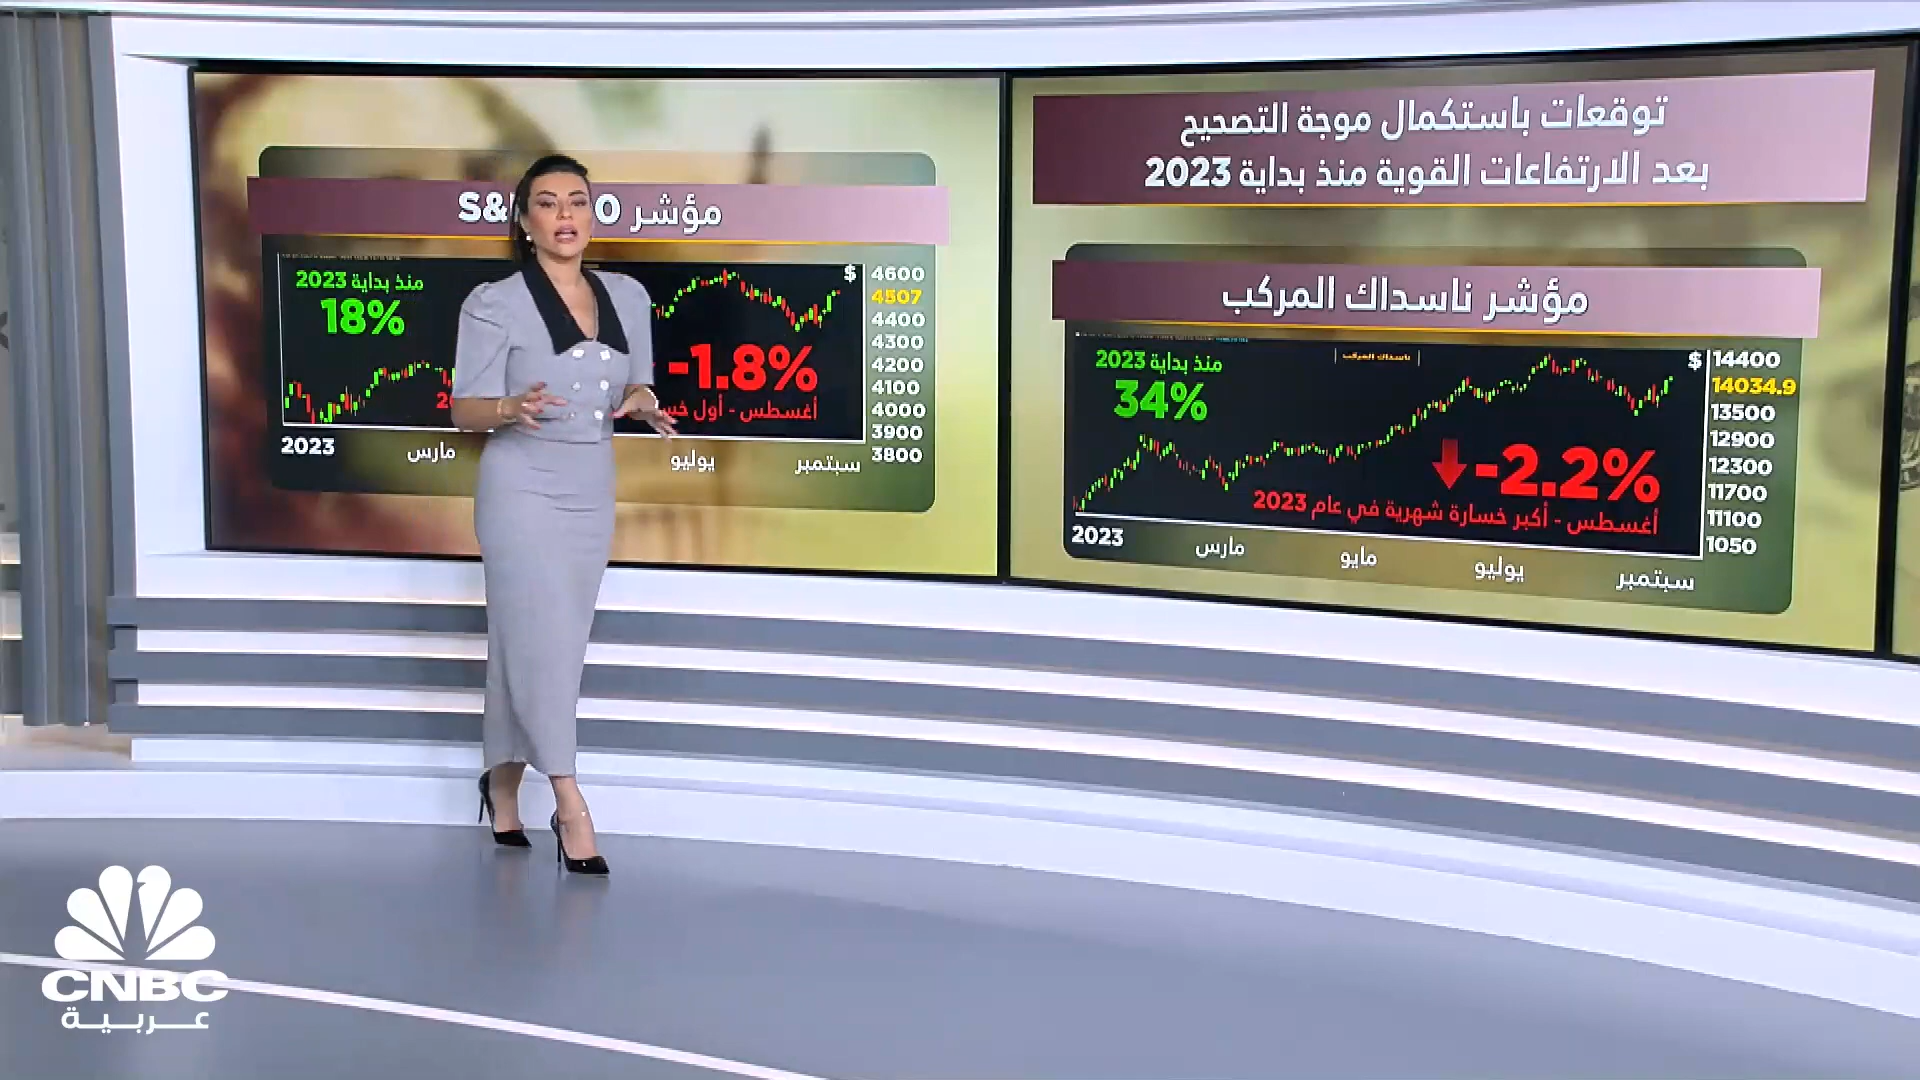 توقعات باستكمال موجة التصحيح
بعد الارتفاعات القوية منذ بداية 2023
مؤشر ناسداك المركب
منذ بداية 2023
34%
ناسداك المركب
-2.2%
أغسطس - أكبر خسارة شهرية في عام 2023
$
14400
14034.9
13500
12900
12300
11700
11100
1050
2023
مارس
مايو
يوليو
سبتمبر
مؤشر S&P 0
منذ بداية 2023
18%
-1.8%
أغسطس - أول
$
4600
4507
4400
4300
4200
4100
4000
3900
3800
2023
مارس
يوليو
سبتمبر
CNBC
عربية